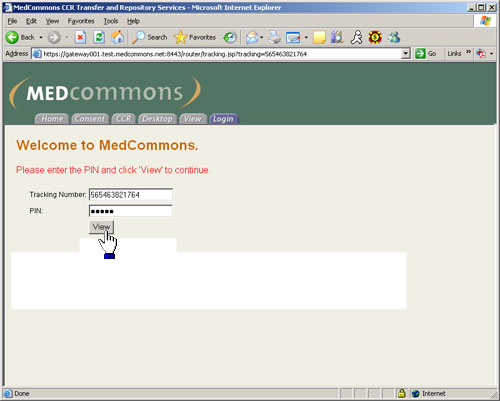 MedCommons CCR Transfer and Repository Services - Microsoft Internet Explorer
File Edit View Favorites Tools Help
Back Search Favorites
Address https://gateway001.test.medcommons.net:8443/router/tracking.jsp?tracking=565463821764 Go Links »
MEDcommons
Home Consent CCR Desktop View Login
Welcome to MedCommons.
Please enter the PIN and click 'View' to continue.
Tracking Number: 565463821764
PIN: •••••
View
Done Internet